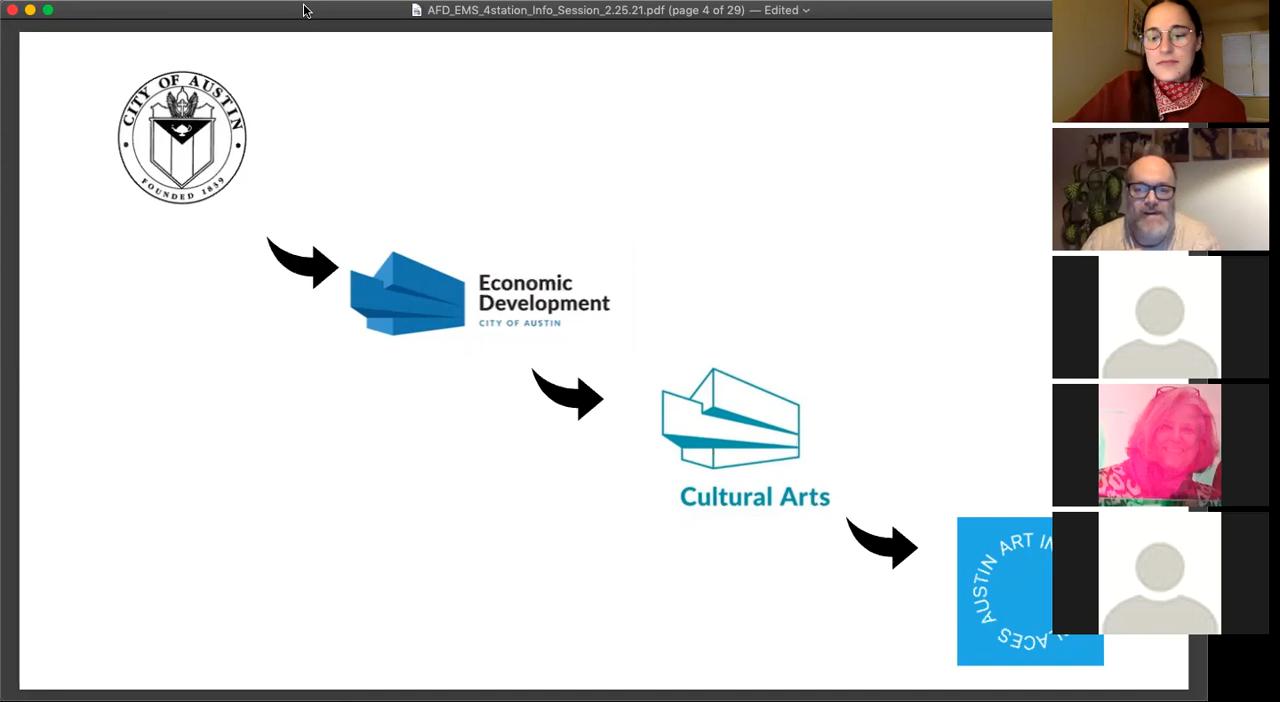 AFD_EMS_4station_Info_Session_2.25.21.pdf (page 4 of 29) — Edited
CITY OF AUSTIN
FOUNDED 1839
Economic
Development
CITY OF AUSTIN
Cultural Arts
AUSTIN ART IN
LACES